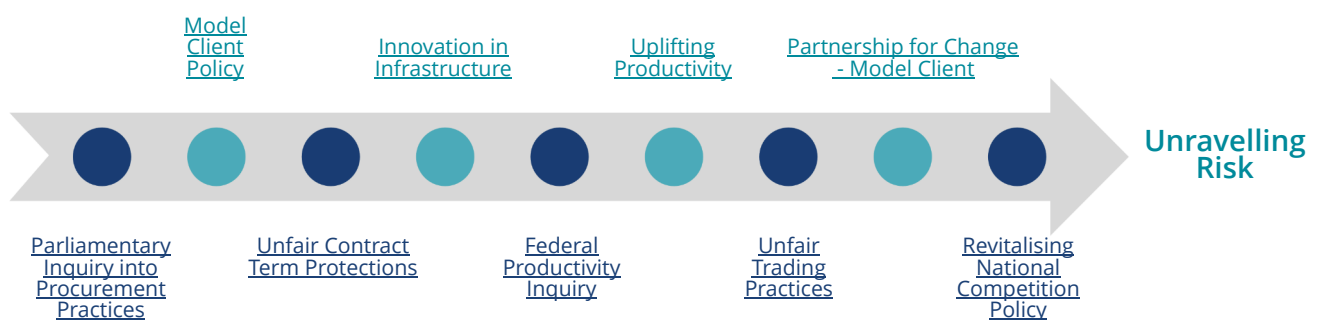 Model
Client
Policy
Innovation in
Infrastructure
Uplifting
Productivity
Partnership for Change
- Model Client
Unravelling
Risk
Parliamentary
Inquiry into
Procurement
Practices
Unfair Contract
Term Protections
Federal
Productivity
Inquiry
Unfair
Trading
Practices
Revitalising
National
Competition
Policy